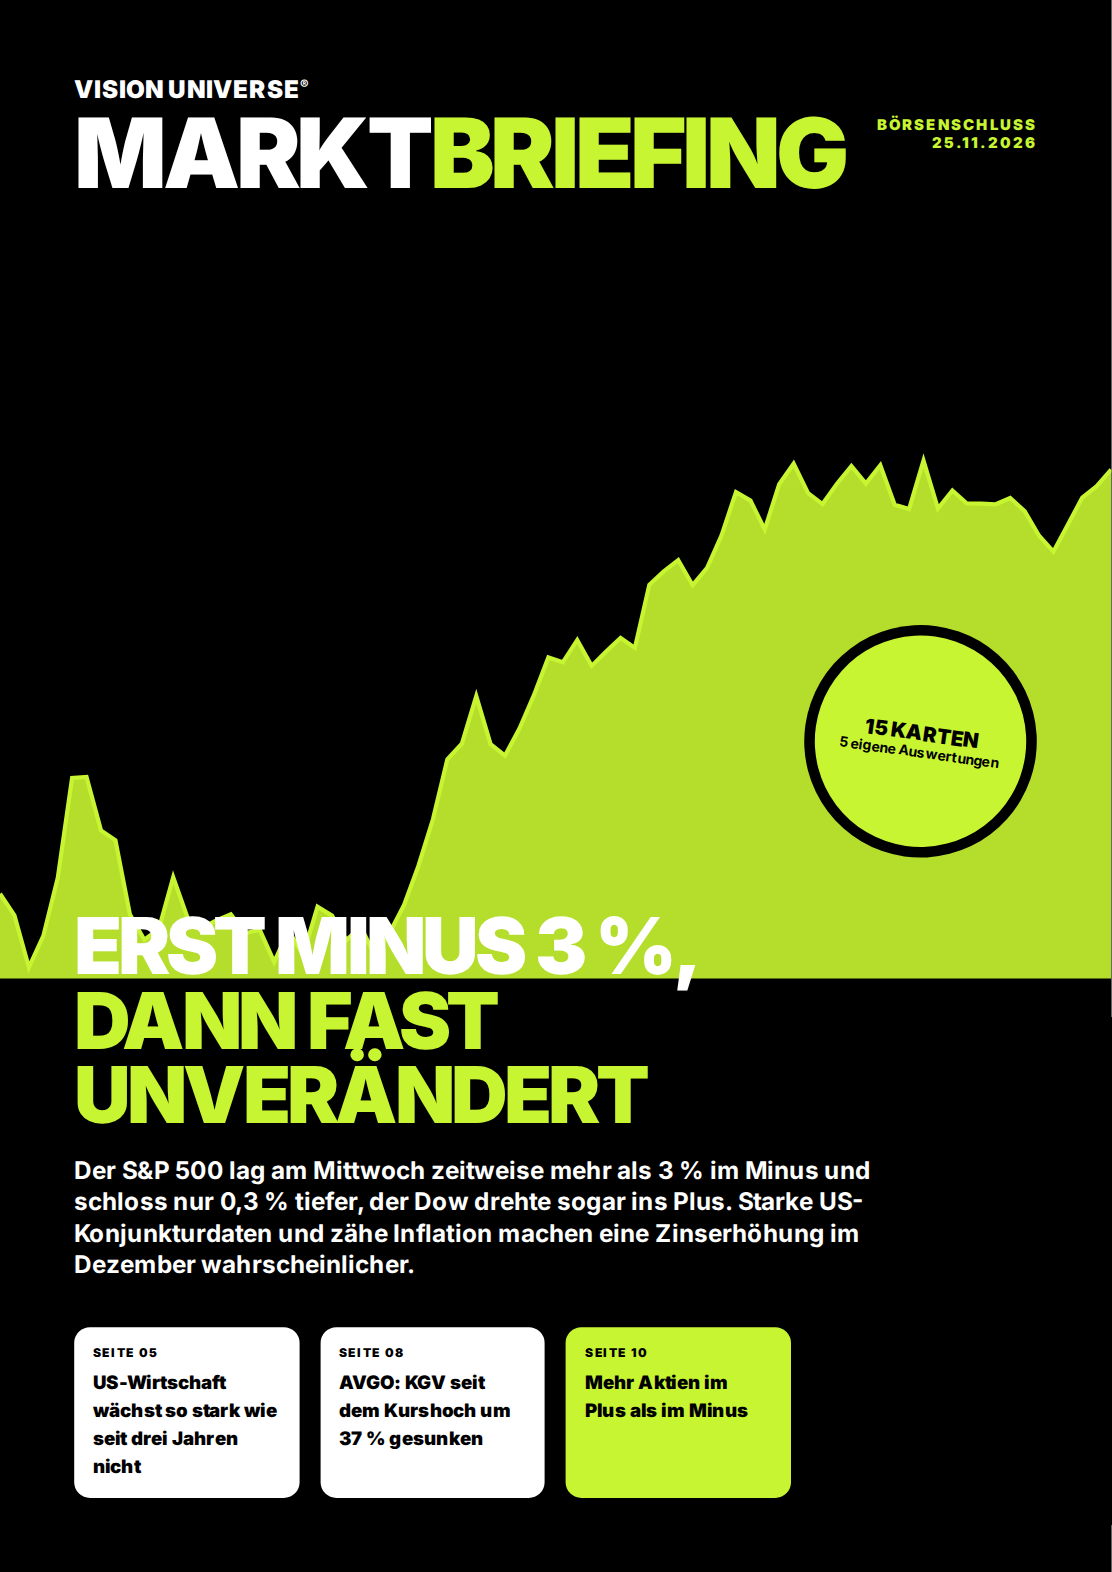 VISION UNIVERSE®
MARKTBRIEFING
BÖRSENSCHLUSS
25.11.2026
15 KARTEN
5 eigene Auswertungen
ERST MINUS 3 %,
DANN FAST
UNVERÄNDERT
Der S&P 500 lag am Mittwoch zeitweise mehr als 3 % im Minus und
schloss nur 0,3 % tiefer, der Dow drehte sogar ins Plus. Starke US-
Konjunkturdaten und zähe Inflation machen eine Zinserhöhung im
Dezember wahrscheinlicher.
SEITE 05
US-Wirtschaft
wächst so stark wie
seit drei Jahren
nicht
SEITE 08
AVGO: KGV seit
dem Kurshoch um
37 % gesunken
SEITE 10
Mehr Aktien im
Plus als im Minus